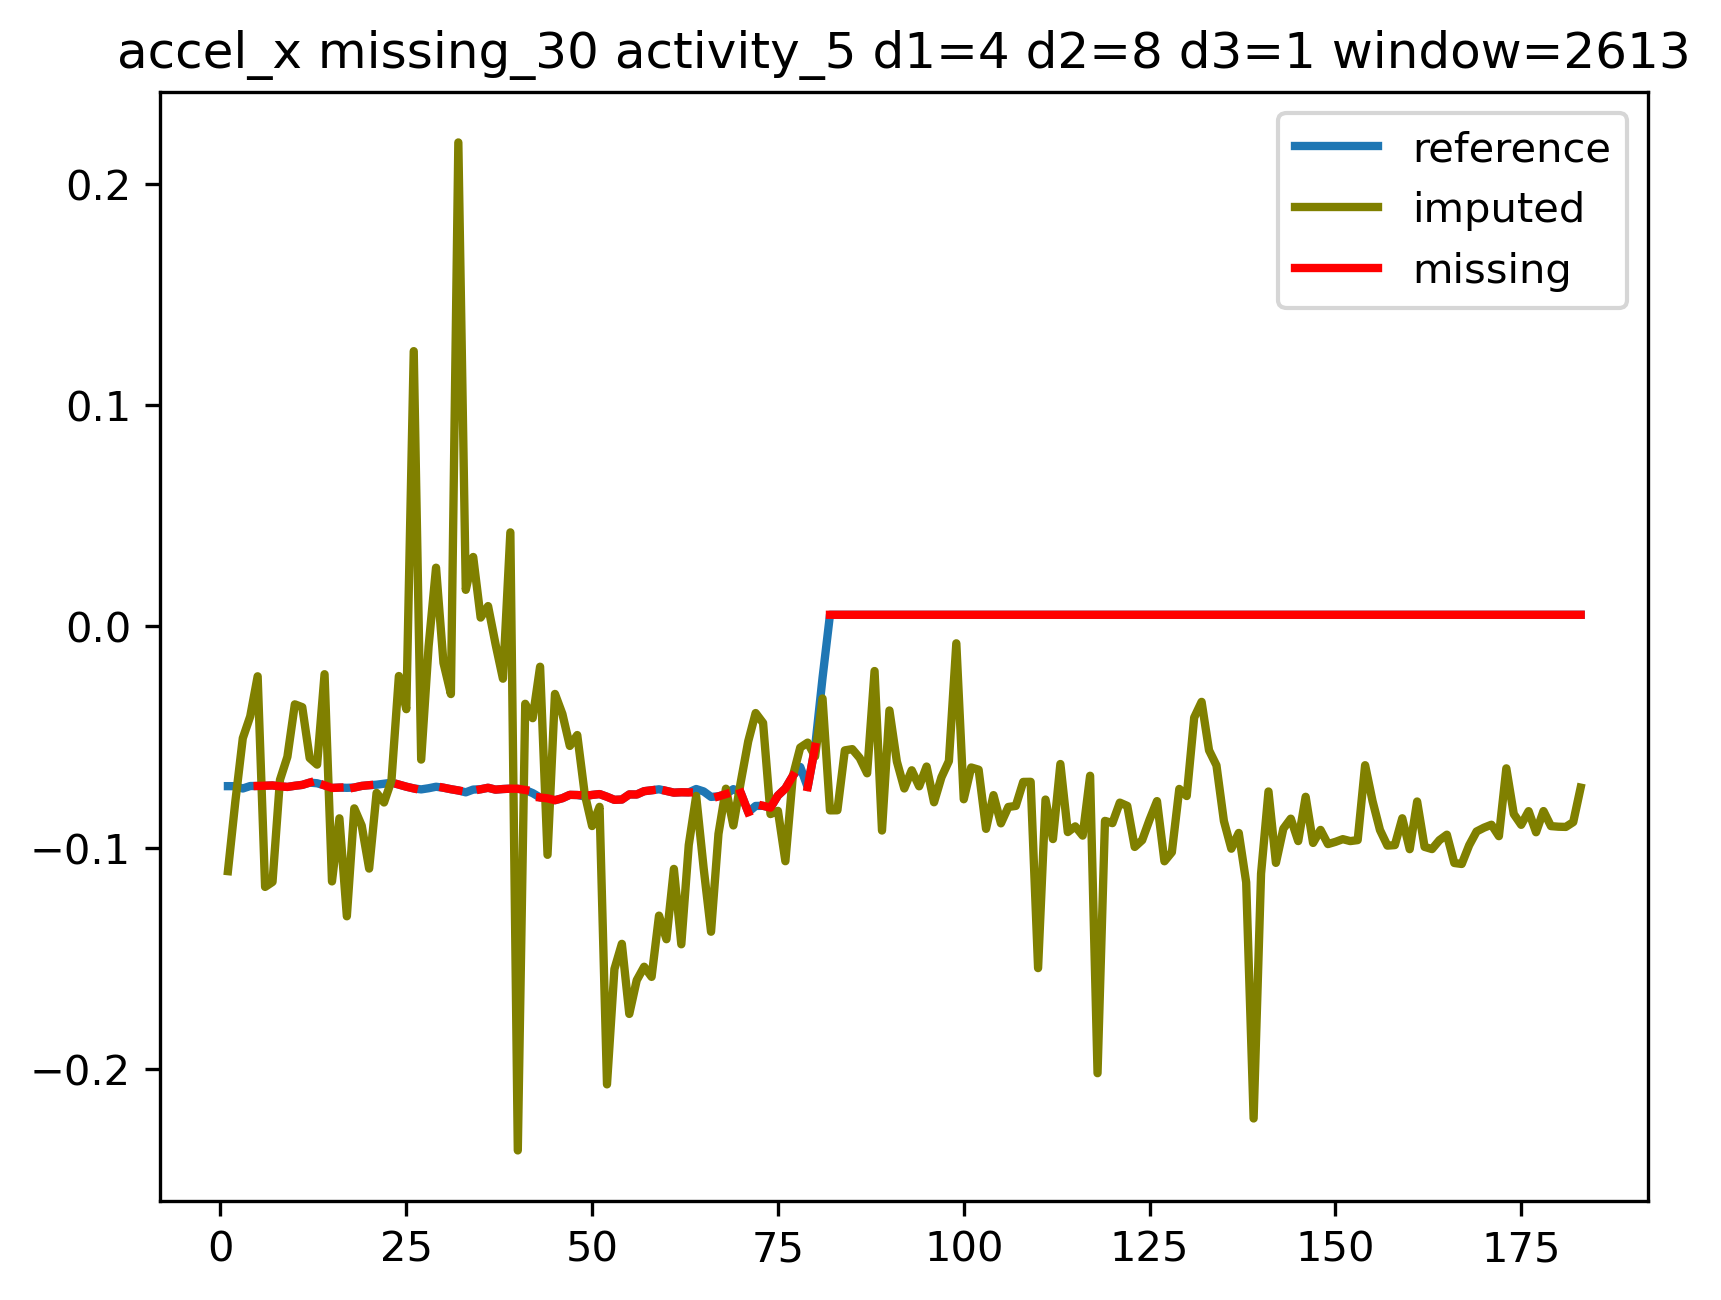 accel_x missing_30 activity_5 d1=4 d2=8 d3=1 window=2613
reference
imputed
missing
0.2
0.1
0.0
−0.1
−0.2
0 25 50 75 100 125 150 175